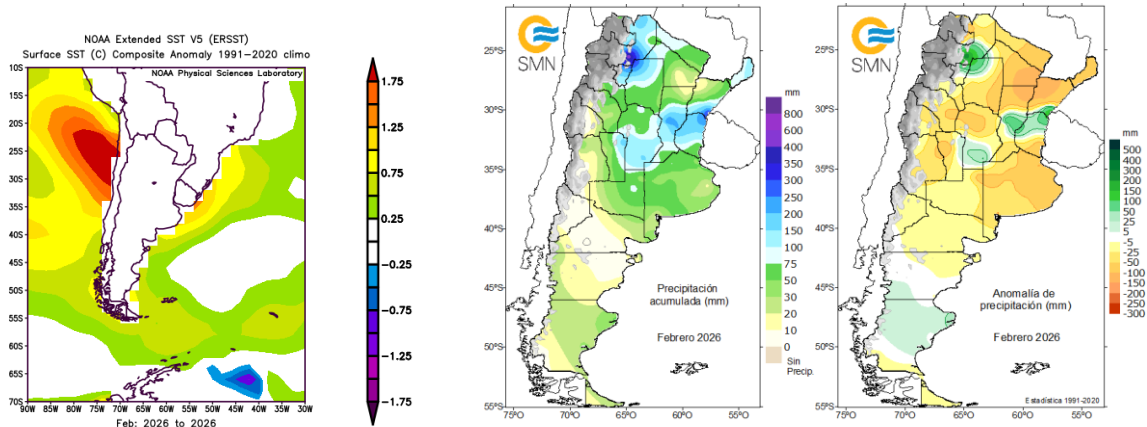 NOAA Extended SST V5 (ERSST)
Surface SST (C) Composite Anomaly 1991-2020 climo
NOAA Physical Sciences Laboratory
10S
15S
20S
25S
30S
35S
40S
45S
50S
55S
60S
65S
70S
90W 85W 80W 75W 70W 65W 60W 55W 50W 45W 40W 35W 30W
Feb: 2026 to 2026
1.75
1.25
0.75
0.25
-0.25
-0.75
-1.25
-1.75
SMN
25°S
30°S
35°S
40°S
45°S
50°S
55°S
75°W 70°W 65°W 60°W 55°W
Precipitación
acumulada (mm)
Febrero 2026
mm
800
600
400
350
300
200
150
100
75
50
30
20
10
0
Sin
Precip.
SMN
25°S
30°S
35°S
40°S
45°S
50°S
55°S
75°W 70°W 65°W 60°W 55°W
Anomalía de
precipitación (mm)
Febrero 2026
Estadística 1991-2020
mm
500
400
300
200
100
50
25
5
-5
-25
-50
-100
-150
-200
-300